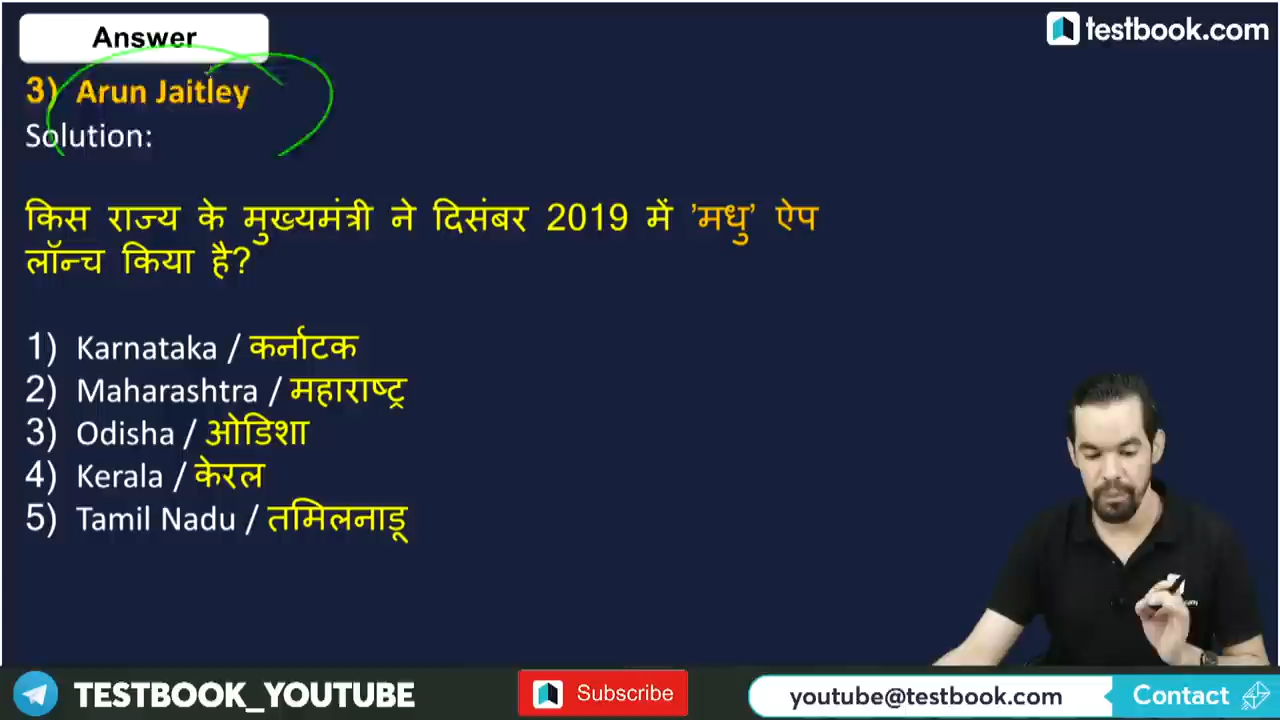 Answer
testbook.com
3) Arun Jaitley
Solution:
किस राज्य के मुख्यमंत्री ने दिसंबर 2019 में 'मधु' ऐप
लॉन्च किया है?
1) Karnataka / कर्नाटक
2) Maharashtra / महाराष्ट्र
3) Odisha / ओडिशा
4) Kerala / केरल
5) Tamil Nadu / तमिलनाडू
TESTBOOK_YOUTUBE
Subscribe
youtube@testbook.com
Contact